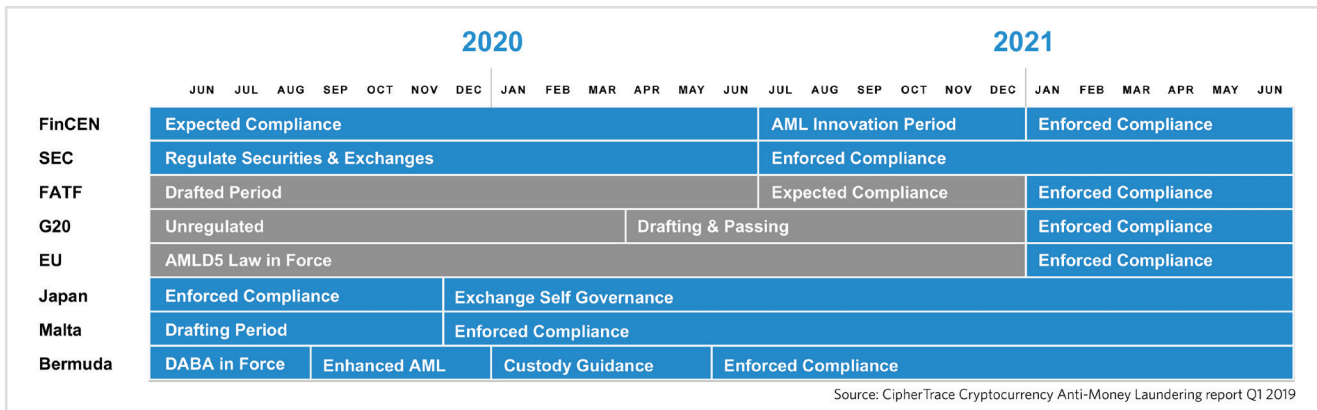 2020 2021
JUN JUL AUG SEP OCT NOV DEC JAN FEB MAR APR MAY JUN JUL AUG SEP OCT NOV DEC JAN FEB MAR APR MAY JUN
FinCEN Expected Compliance AML Innovation Period Enforced Compliance
SEC Regulate Securities & Exchanges Enforced Compliance
FATF Drafted Period Expected Compliance Enforced Compliance
G20 Unregulated Drafting & Passing Enforced Compliance
EU AMLD5 Law in Force Enforced Compliance
Japan Enforced Compliance Exchange Self Governance
Malta Drafting Period Enforced Compliance
Bermuda DABA in Force Enhanced AML Custody Guidance Enforced Compliance
Source: CipherTrace Cryptocurrency Anti-Money Laundering report Q1 2019